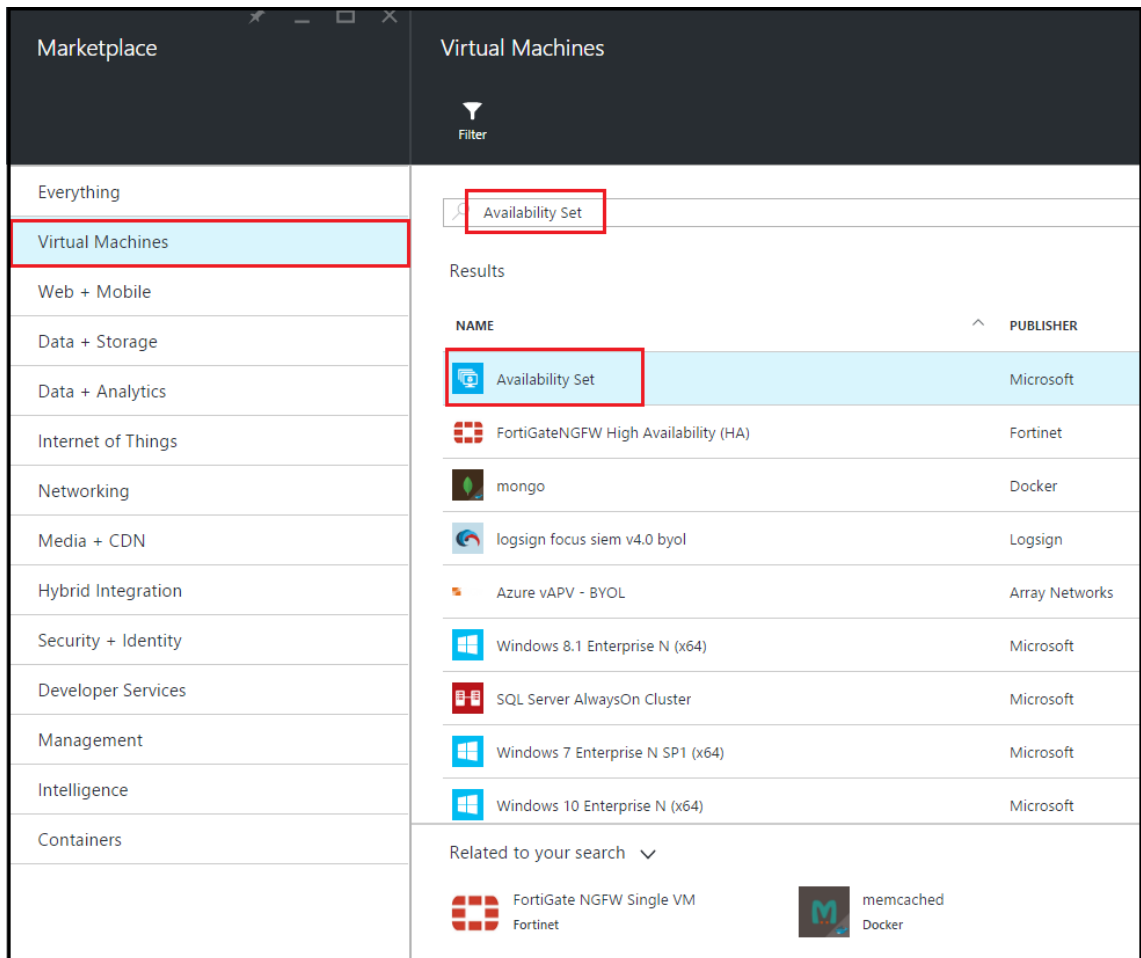 Marketplace
Virtual Machines
Filter
Everything
Virtual Machines
Web + Mobile
Data + Storage
Data + Analytics
Internet of Things
Networking
Media + CDN
Hybrid Integration
Security + Identity
Developer Services
Management
Intelligence
Containers
Availability Set
Results
NAME PUBLISHER
Availability Set Microsoft
FortiGateNGFW High Availability (HA) Fortinet
mongo Docker
logsign focus siem v4.0 byol Logsign
Azure vAPV - BYOL Array Networks
Windows 8.1 Enterprise N (x64) Microsoft
SQL Server AlwaysOn Cluster Microsoft
Windows 7 Enterprise N SP1 (x64) Microsoft
Windows 10 Enterprise N (x64) Microsoft
Related to your search
FortiGate NGFW Single VM
Fortinet
memcached
Docker